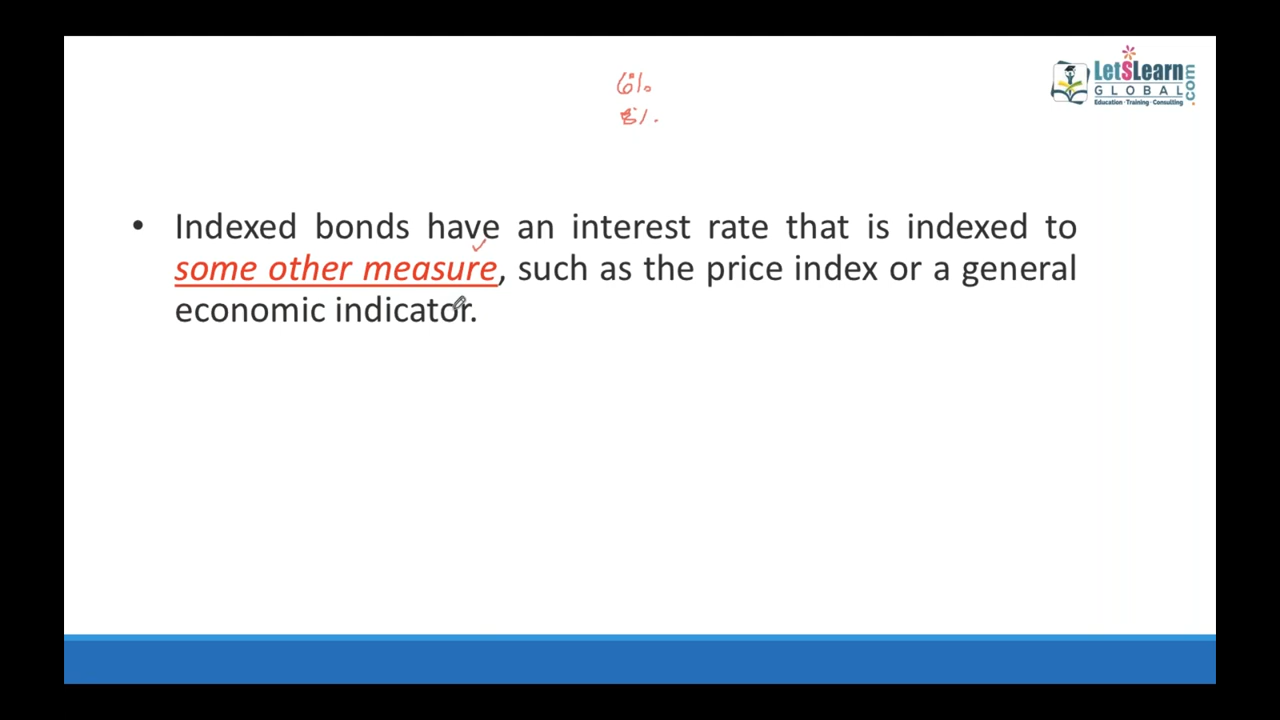 6%
8%.
LetSLearn
GLOBAL
.com
Education · Training · Consulting
• Indexed bonds have an interest rate that is indexed to
some other measure, such as the price index or a general
economic indicator.